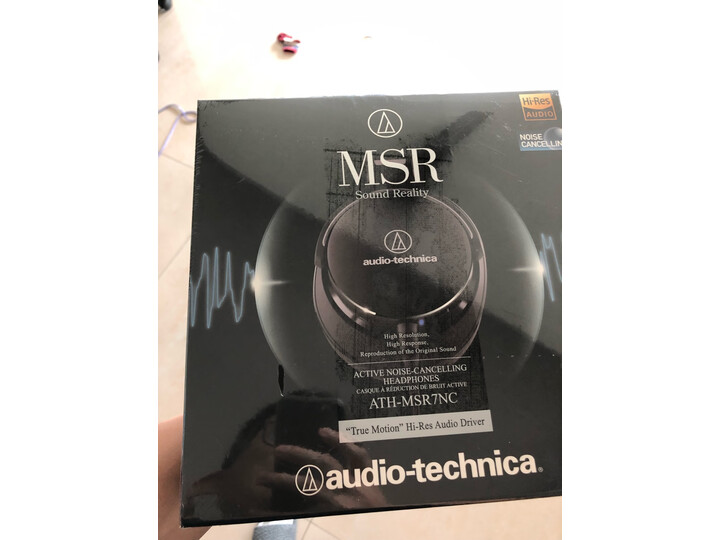 Hi-Res
AUDIO
NOISE
CANCELLIN
MSR
Sound Reality
audio-technica
High Resolution,
High Response,
Reproduction of the Original Sound
ACTIVE NOISE-CANCELLING
HEADPHONES
CASQUE À RÉDUCTION DE BRUIT ACTIVE
ATH-MSR7NC
“True Motion” Hi-Res Audio Driver
audio-technica®